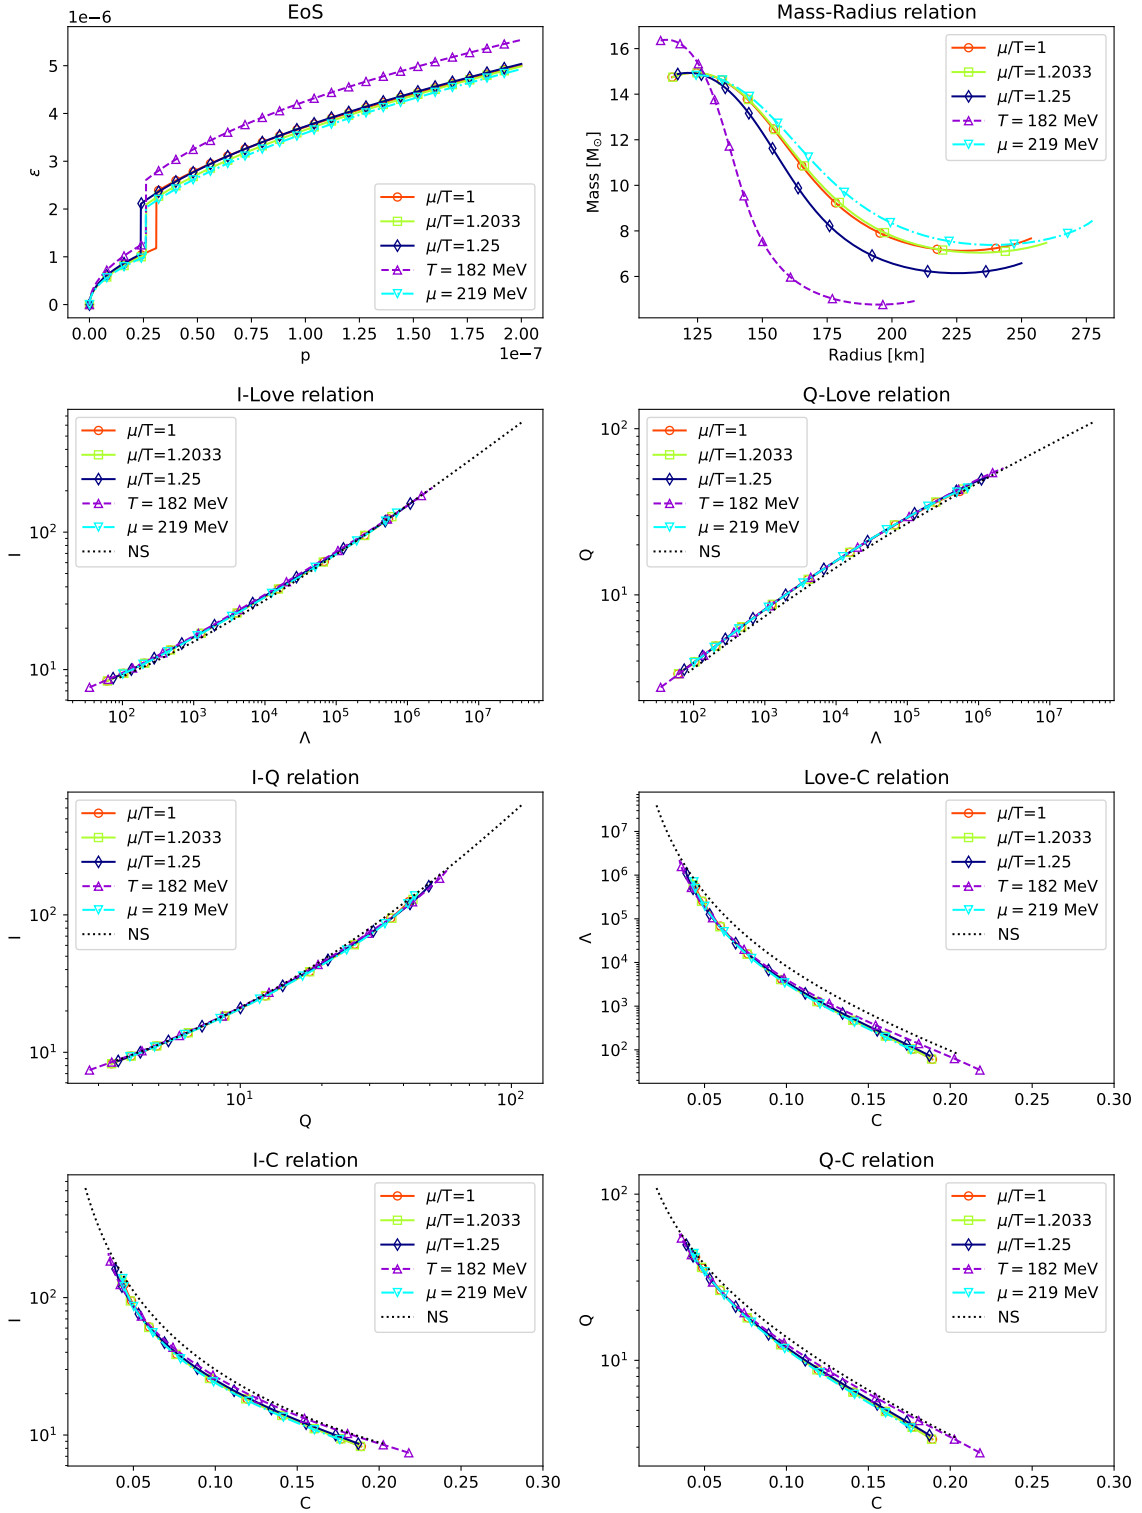 EoS
1e−6
ε
5
4
3
2
1
0
μ/T=1
μ/T=1.2033
μ/T=1.25
T = 182 MeV
μ = 219 MeV
0.00 0.25 0.50 0.75 1.00 1.25 1.50 1.75 2.00
1e−7
p
Mass-Radius relation
Mass [M⊙]
16
14
12
10
8
6
μ/T=1
μ/T=1.2033
μ/T=1.25
T = 182 MeV
μ = 219 MeV
125 150 175 200 225 250 275
Radius [km]
I-Love relation
I
10²
10¹
μ/T=1
μ/T=1.2033
μ/T=1.25
T = 182 MeV
μ = 219 MeV
NS
10² 10³ 10⁴ 10⁵ 10⁶ 10⁷
Λ
Q-Love relation
Q
10²
10¹
μ/T=1
μ/T=1.2033
μ/T=1.25
T = 182 MeV
μ = 219 MeV
NS
10² 10³ 10⁴ 10⁵ 10⁶ 10⁷
Λ
I-Q relation
I
10²
10¹
μ/T=1
μ/T=1.2033
μ/T=1.25
T = 182 MeV
μ = 219 MeV
NS
10¹ 10²
Q
Love-C relation
Λ
10⁷
10⁶
10⁵
10⁴
10³
10²
μ/T=1
μ/T=1.2033
μ/T=1.25
T = 182 MeV
μ = 219 MeV
NS
0.05 0.10 0.15 0.20 0.25 0.30
C
I-C relation
I
10²
10¹
μ/T=1
μ/T=1.2033
μ/T=1.25
T = 182 MeV
μ = 219 MeV
NS
0.05 0.10 0.15 0.20 0.25 0.30
C
Q-C relation
Q
10²
10¹
μ/T=1
μ/T=1.2033
μ/T=1.25
T = 182 MeV
μ = 219 MeV
NS
0.05 0.10 0.15 0.20 0.25 0.30
C